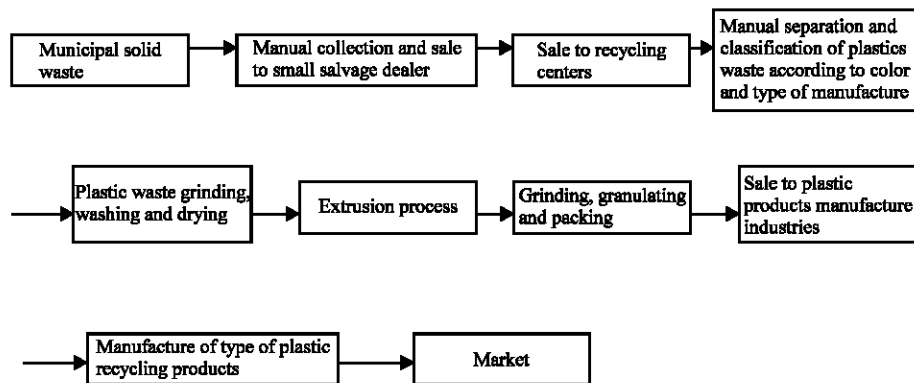 Municipal solid
waste
Manual collection and sale
to small salvage dealer
Sale to recycling
centers
Manual separation and
classification of plastics
waste according to color
and type of manufacture
Plastic waste grinding,
washing and drying
Extrusion process
Grinding, granulating
and packing
Sale to plastic
products manufacture
industries
Manufacture of type of plastic
recycling products
Market